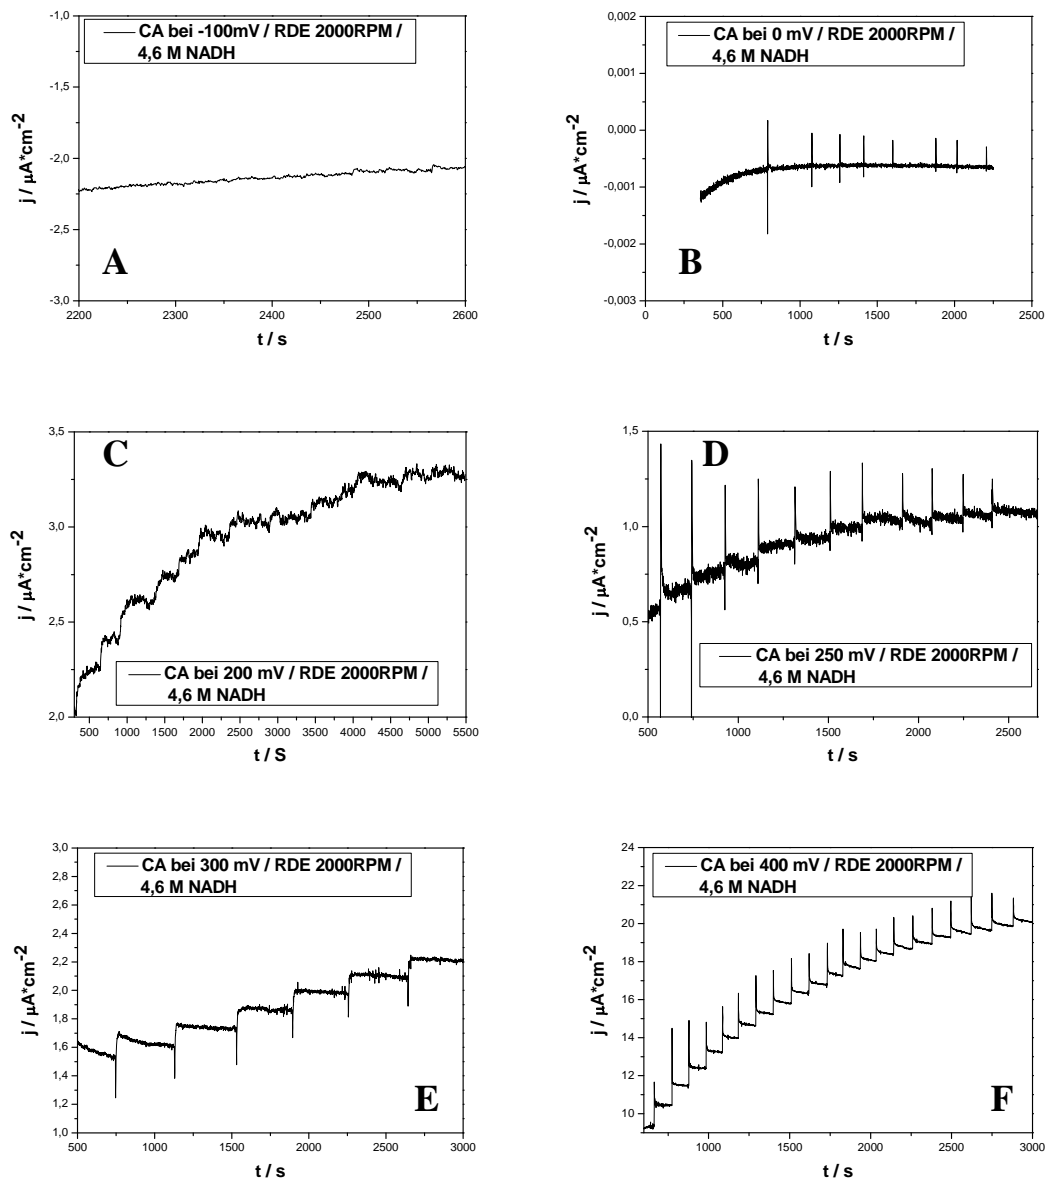 -1,0
CA bei -100mV / RDE 2000RPM /
4,6 M NADH
-1,5
j / µA*cm-2
-2,0
-2,5
A
-3,0
2200 2300 2400 2500 2600
t / s
0,002
CA bei 0 mV / RDE 2000RPM /
4,6 M NADH
0,001
0,000
j / µA*cm-2
-0,001
-0,002
B
-0,003
0 500 1000 1500 2000 2500
t / s
3,5
C
3,0
j / µA*cm-2
2,5
CA bei 200 mV / RDE 2000RPM /
4,6 M NADH
2,0
500 1000 1500 2000 2500 3000 3500 4000 4500 5000 5500
t / S
1,5
D
1,0
j / µA*cm-2
0,5
CA bei 250 mV / RDE 2000RPM /
4,6 M NADH
0,0
500 1000 1500 2000 2500
t / s
3,0
CA bei 300 mV / RDE 2000RPM /
4,6 M NADH
2,8
2,6
2,4
2,2
j / µA*cm-2
2,0
1,8
1,6
1,4
1,2
E
1,0
500 1000 1500 2000 2500 3000
t / s
24
CA bei 400 mV / RDE 2000RPM /
4,6 M NADH
22
20
18
j / µA*cm-2
16
14
12
F
10
1000 1500 2000 2500 3000
t / s